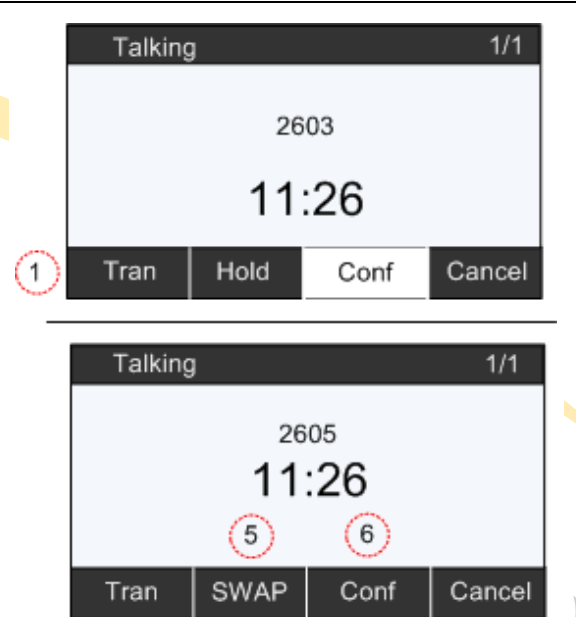 Talking 1/1
2603
11:26
1 Tran Hold Conf Cancel
Talking 1/1
2605
11:26
5 6
Tran SWAP Conf Cancel